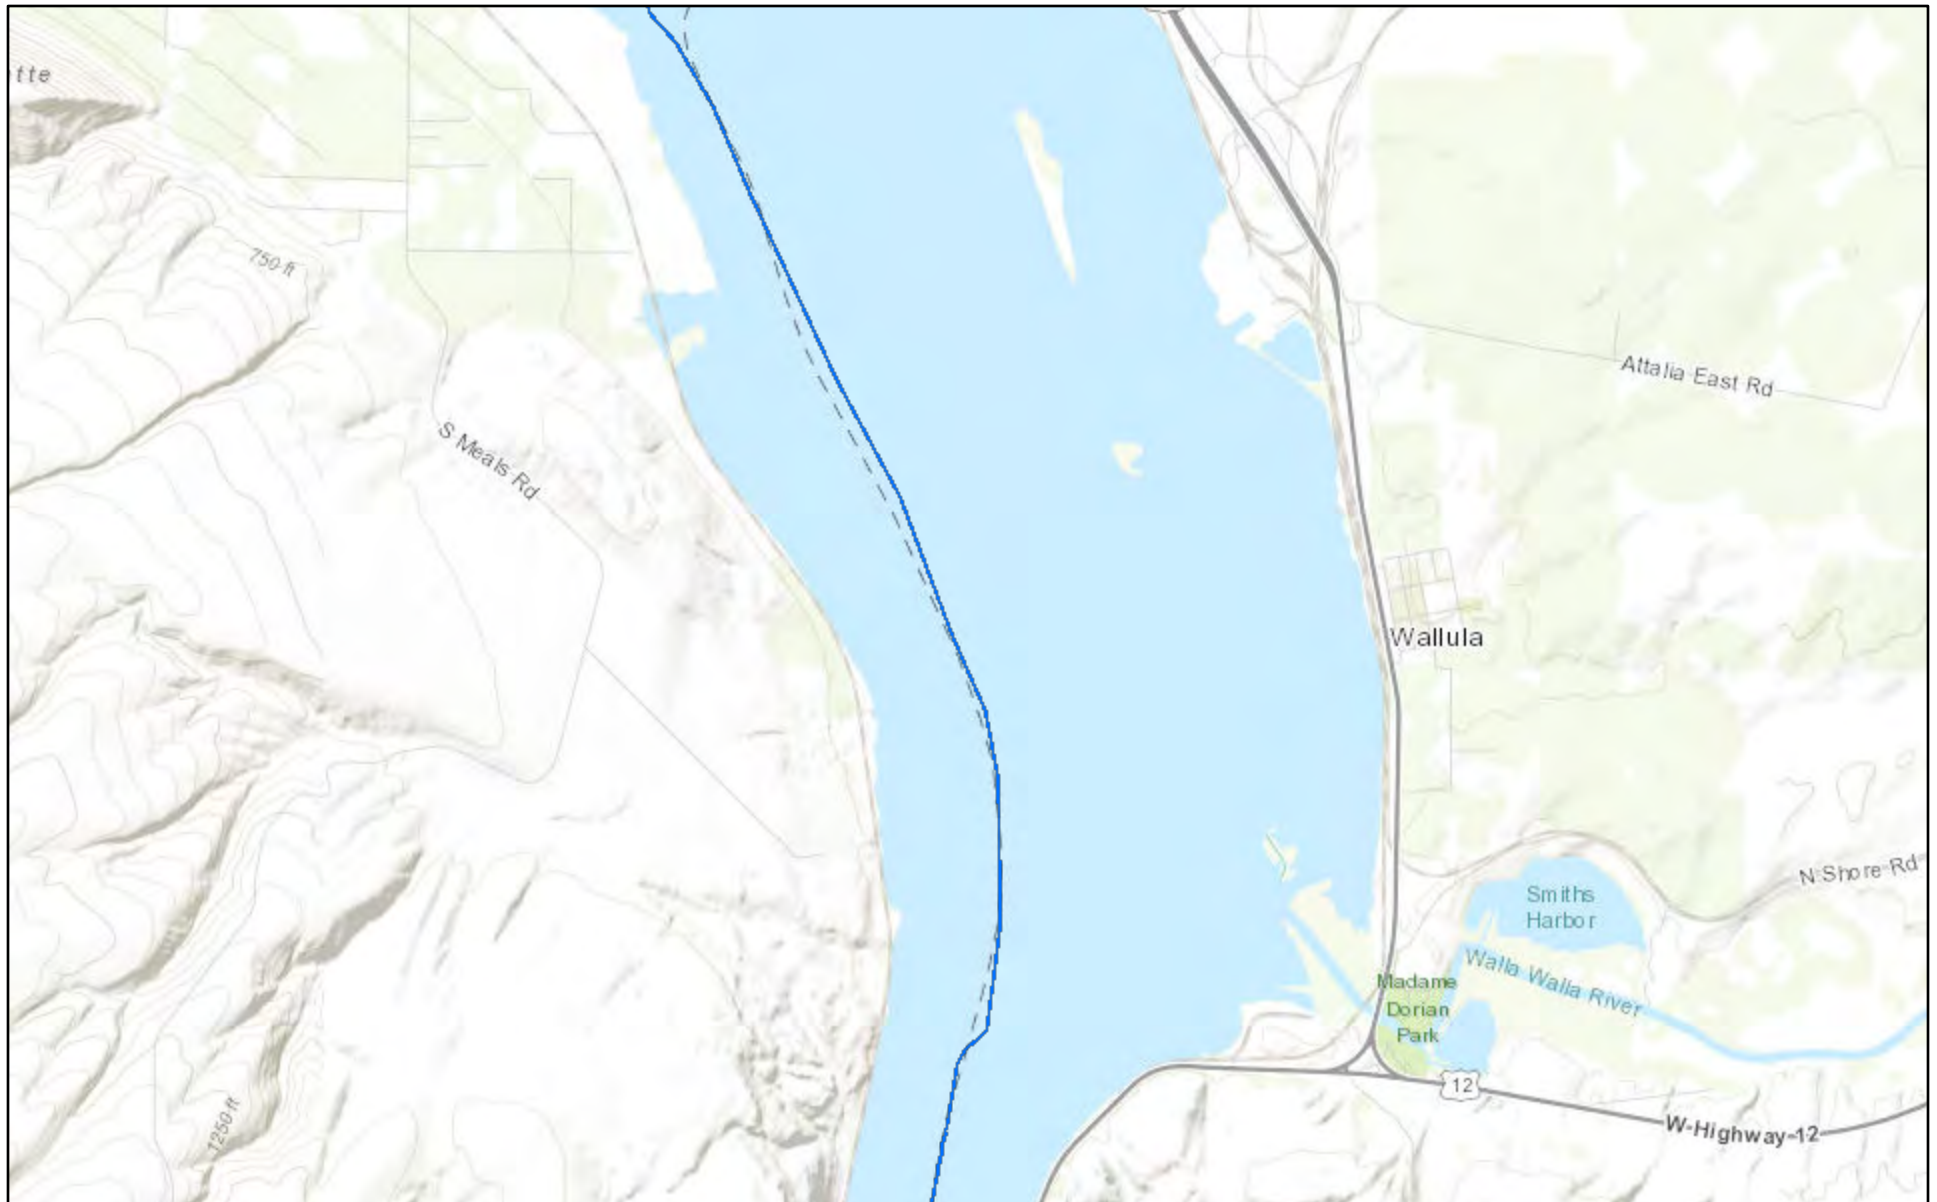 tte
750 ft
Attalia East Rd
S Meals Rd
Wallula
N Shore Rd
Smiths
Harbor
Walla Walla River
Madame
Dorian
Park
12
1250 ft
W Highway 12